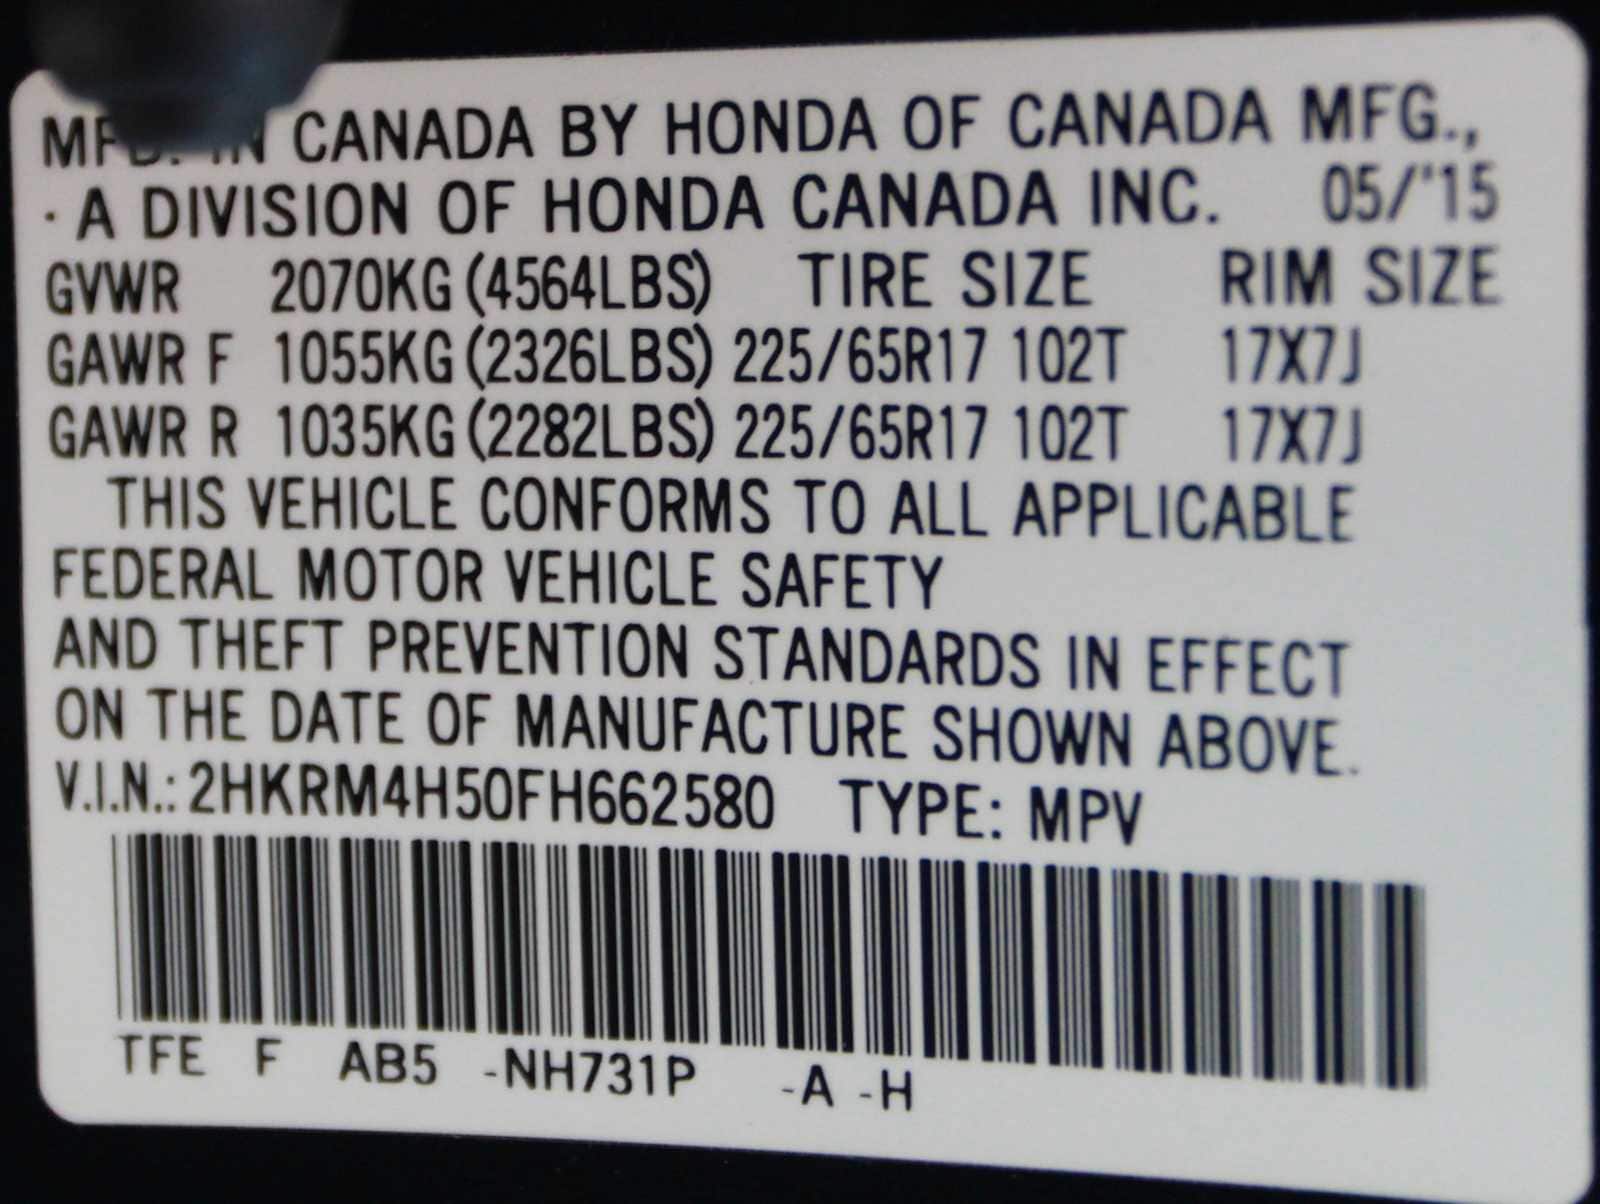 MFD. IN CANADA BY HONDA OF CANADA MFG.,
A DIVISION OF HONDA CANADA INC. 05/'15
GVWR 2070KG (4564LBS) TIRE SIZE RIM SIZE
GAWR F 1055KG (2326LBS) 225/65R17 102T 17X7J
GAWR R 1035KG (2282LBS) 225/65R17 102T 17X7J
THIS VEHICLE CONFORMS TO ALL APPLICABLE
FEDERAL MOTOR VEHICLE SAFETY
AND THEFT PREVENTION STANDARDS IN EFFECT
ON THE DATE OF MANUFACTURE SHOWN ABOVE.
V.I.N.: 2HKRM4H50FH662580 TYPE: MPV
TFE F AB5 -NH731P -A -H